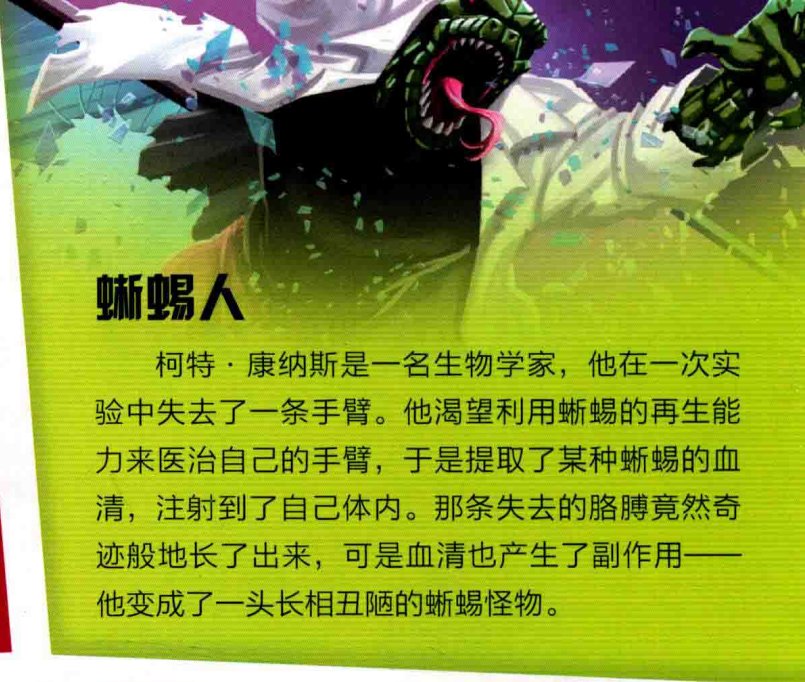 蜥蜴人
柯特·康纳斯是一名生物学家，他在一次实
验中失去了一条手臂。他渴望利用蜥蜴的再生能
力来医治自己的手臂，于是提取了某种蜥蜴的血
清，注射到了自己体内。那条失去的胳膊竟然奇
迹般地长了出来，可是血清也产生了副作用——
他变成了一头长相丑陋的蜥蜴怪物。